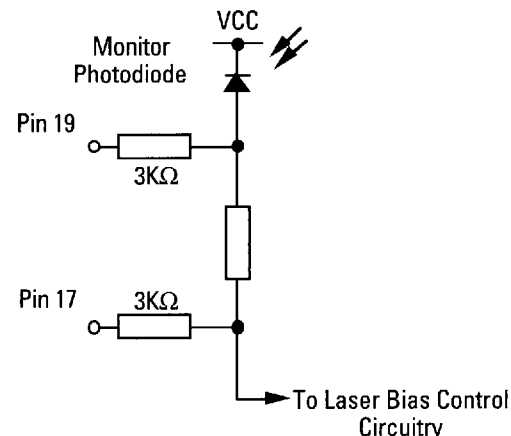 VCC
Monitor
Photodiode
Pin 19
3KΩ
Pin 17
3KΩ
To Laser Bias Control
Circuitry